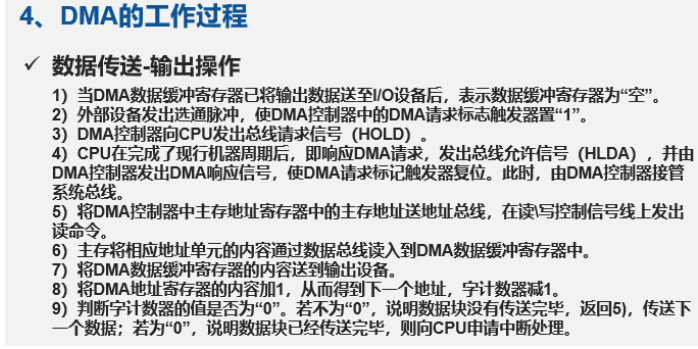 4、DMA的工作过程
✓ 数据传送-输出操作
1）当DMA数据缓冲寄存器已将输出数据送至I/O设备后，表示数据缓冲寄存器为“空”。
2）外部设备发出选通脉冲，使DMA控制器中的DMA请求标志触发器置“1”。
3）DMA控制器向CPU发出总线请求信号（HOLD）。
4）CPU在完成了现行机器周期后，即响应DMA请求，发出总线允许信号（HLDA），并由
DMA控制器发出DMA响应信号，使DMA请求标记触发器复位。此时，由DMA控制器接管
系统总线。
5）将DMA控制器中主存地址寄存器中的主存地址送地址总线，在读\写控制信号线上发出
读命令。
6）主存将相应地址单元的内容通过数据总线读入到DMA数据缓冲寄存器中。
7）将DMA数据缓冲寄存器的内容送到输出设备。
8）将DMA地址寄存器的内容加1，从而得到下一个地址，字计数器减1。
9）判断字计数器的值是否为“0”。若不为“0”，说明数据块没有传送完毕，返回5)，传送下
一个数据；若为“0”，说明数据块已经传送完毕，则向CPU申请中断处理。